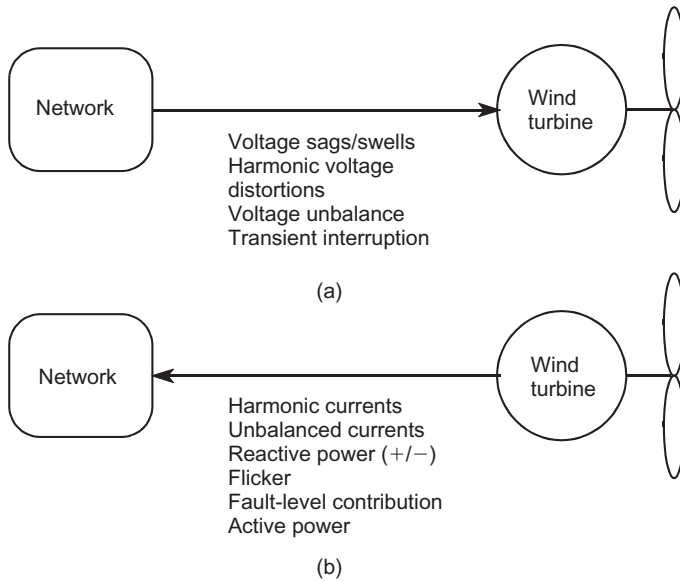 Network
Wind
turbine
Voltage sags/swells
Harmonic voltage
distortions
Voltage unbalance
Transient interruption
(a)
Network
Wind
turbine
Harmonic currents
Unbalanced currents
Reactive power (+/−)
Flicker
Fault-level contribution
Active power
(b)